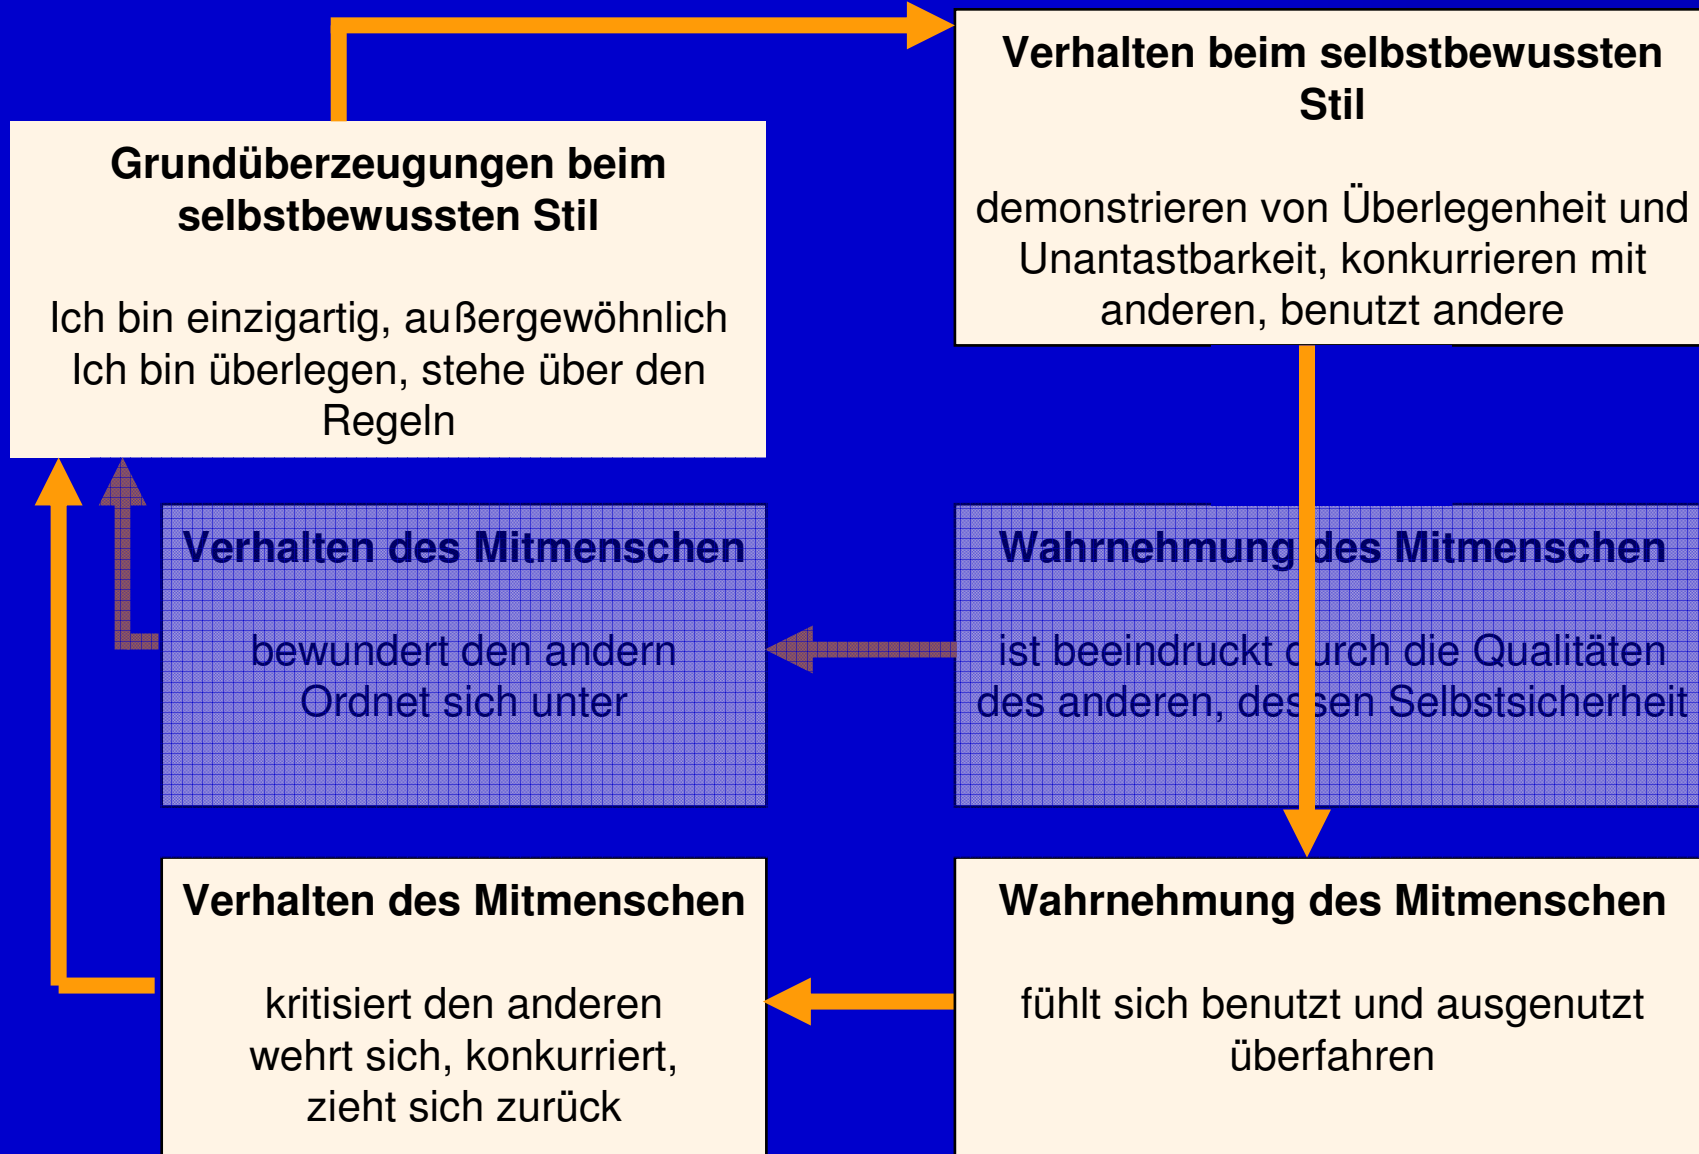 Verhalten beim selbstbewussten
Stil
demonstrieren von Überlegenheit und
Unantastbarkeit, konkurrieren mit
anderen, benutzt andere
Grundüberzeugungen beim
selbstbewussten Stil
Ich bin einzigartig, außergewöhnlich
Ich bin überlegen, stehe über den
Regeln
Verhalten des Mitmenschen
bewundert den andern
Ordnet sich unter
Wahrnehmung des Mitmenschen
ist beeindruckt durch die Qualitäten
des anderen, dessen Selbstsicherheit
Verhalten des Mitmenschen
kritisiert den anderen
wehrt sich, konkurriert,
zieht sich zurück
Wahrnehmung des Mitmenschen
fühlt sich benutzt und ausgenutzt
überfahren